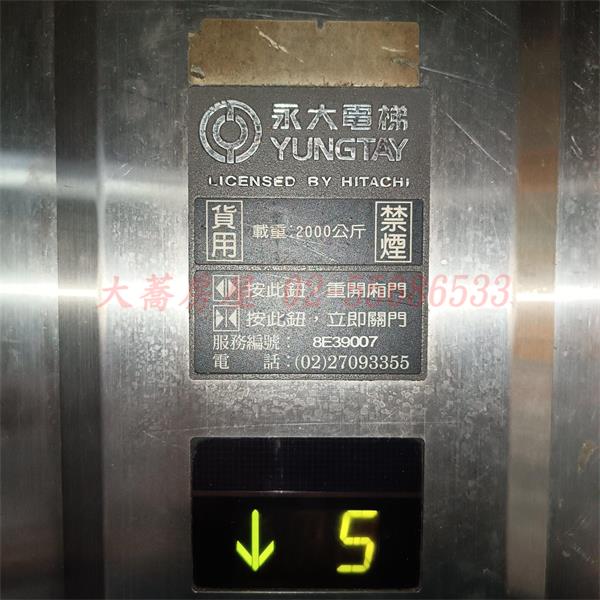 永大電梯
YUNGTAY
LICENSED BY HITACHI
貨用
載重:2000公斤
禁煙
按此鈕，重開廂門
按此鈕，立即關門
服務編號： 8E39007
電 話：(02)27093355
↓ 5